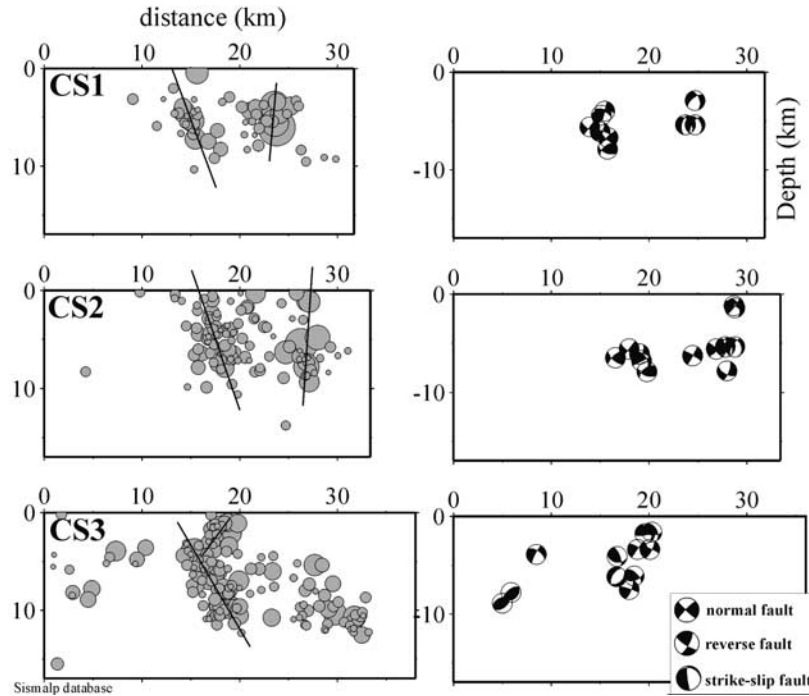 distance (km)
0 10 20 30
0 10 20 30
CS1
0
10
0
-10
Depth (km)
0 10 20 30
0 10 20 30
CS2
0
10
0
-10
0 10 20 30
0 10 20 30
CS3
0
10
0
10
normal fault
reverse fault
strike-slip fault
Sismalp database